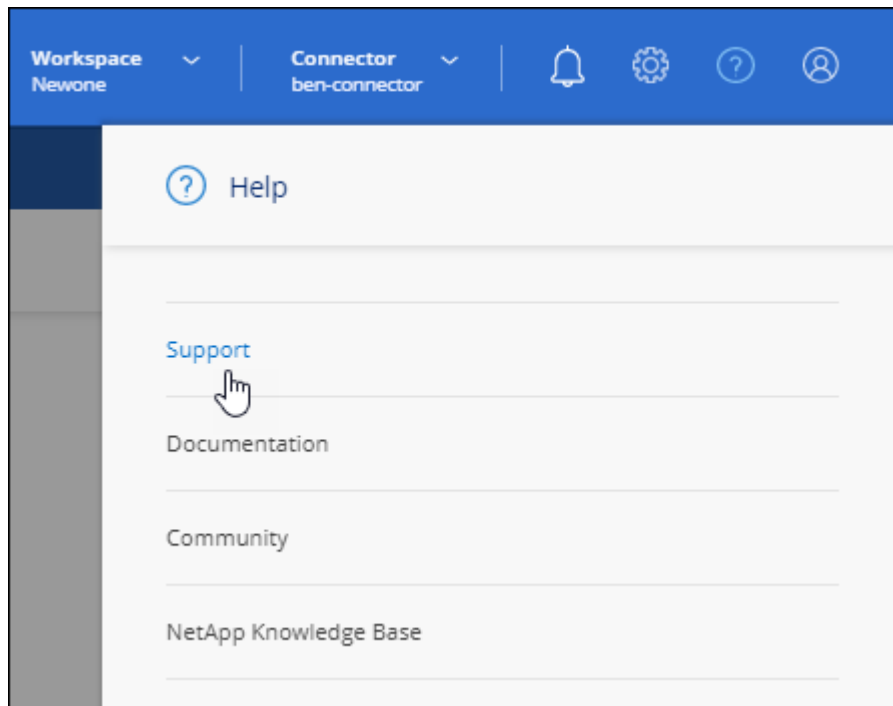 Workspace
Newone
Connector
ben-connector
Help
Support
Documentation
Community
NetApp Knowledge Base